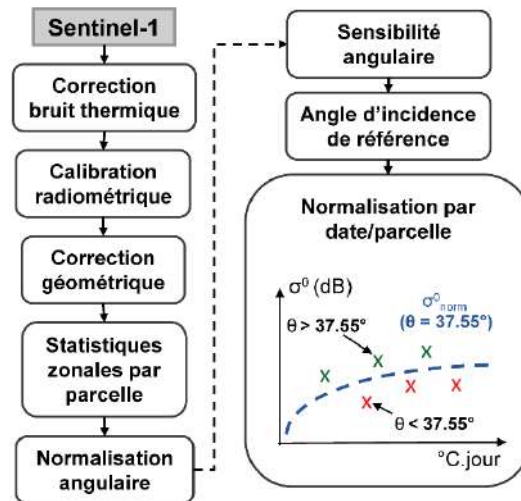 Sentinel-1
Correction
bruit thermique
Calibration
radiométrique
Correction
géométrique
Statistiques
zonales par
parcelle
Normalisation
angulaire
Sensibilité
angulaire
Angle d'incidence
de référence
Normalisation par
date/parcelle
σ⁰ (dB)
σ⁰norm
(θ = 37.55°)
θ > 37.55°
θ < 37.55°
°C.jour